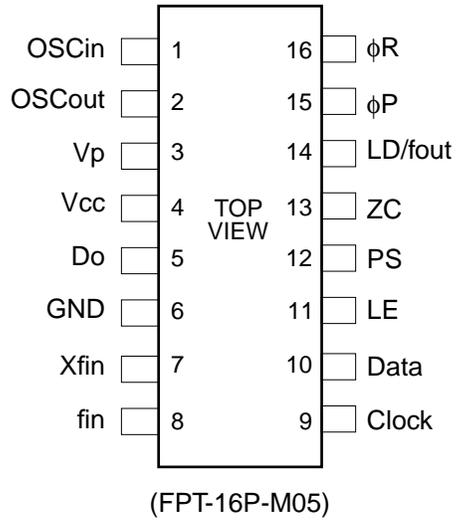 OSCin 1 16 ϕR
OSCout 2 15 ϕP
Vp 3 14 LD/fout
Vcc 4 TOP 13 ZC
VIEW
Do 5 12 PS
GND 6 11 LE
Xfin 7 10 Data
fin 8 9 Clock
(FPT-16P-M05)